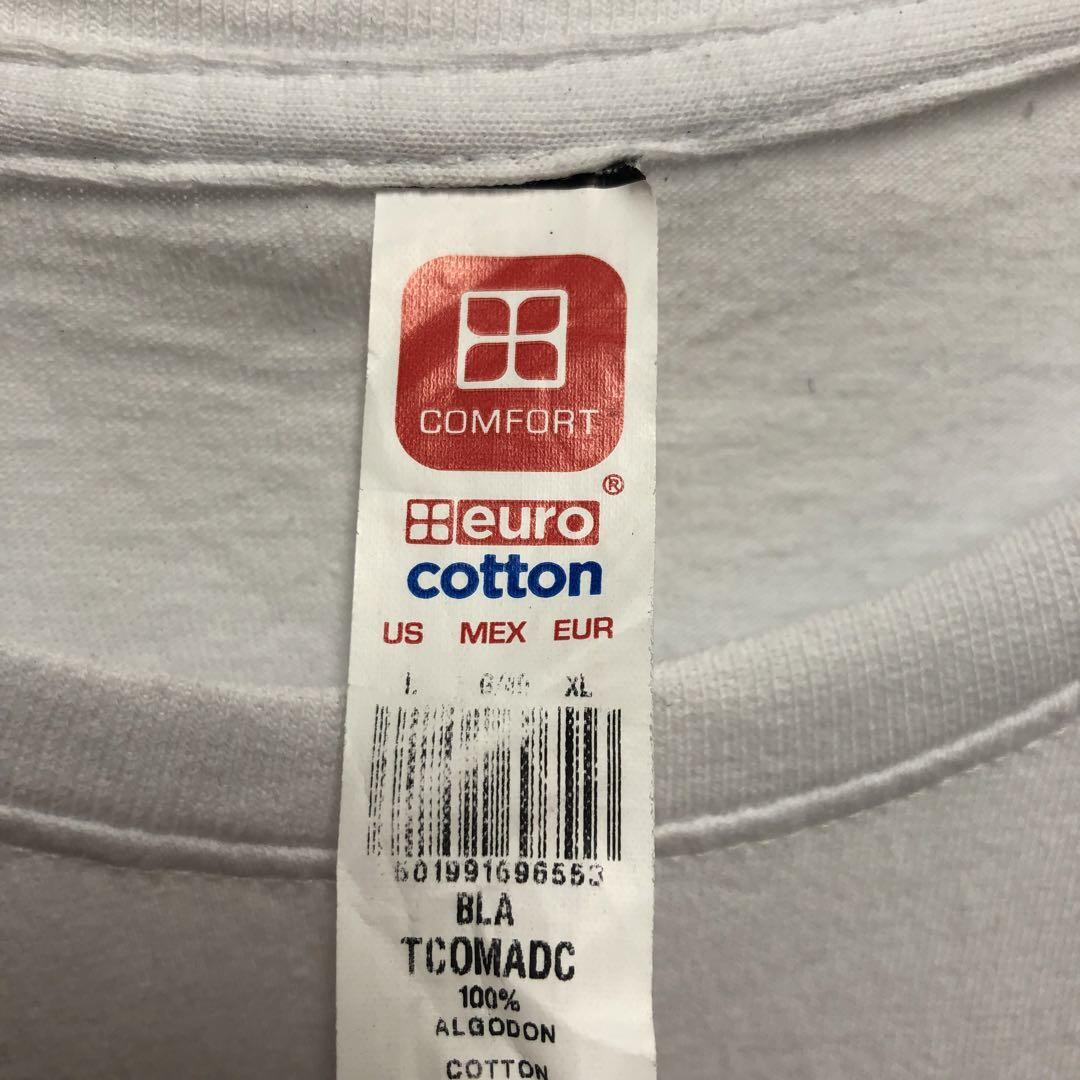 COMFORT
®
euro
cotton
US MEX EUR
L XL
601991696553
BLA
TCOMADC
100%
ALGODON
COTTON